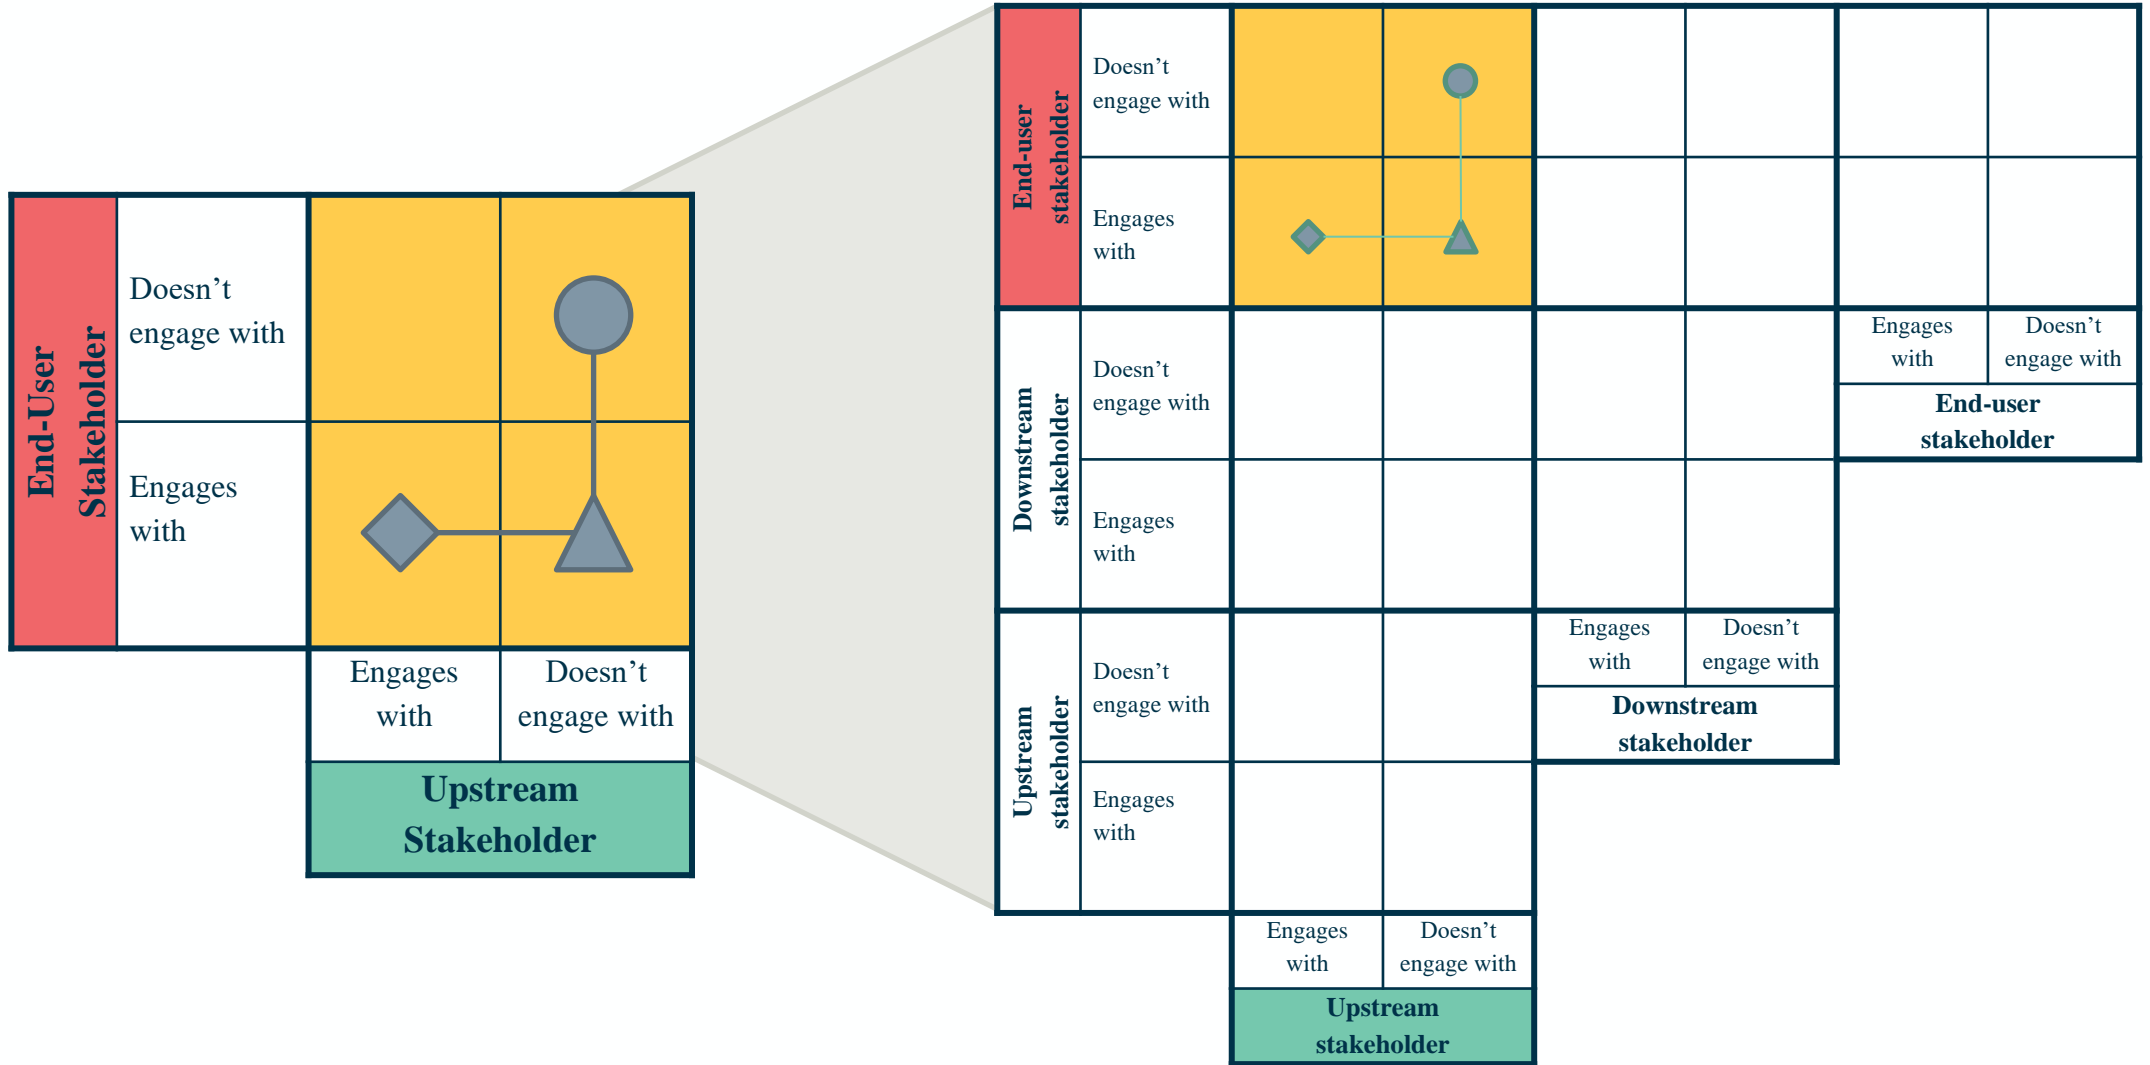 End-User
Stakeholder
Doesn’t
engage with
Engages
with
Engages
with
Doesn’t
engage with
Upstream
Stakeholder
End-user
stakeholder
Doesn’t
engage with
Engages
with
Downstream
stakeholder
Doesn’t
engage with
Engages
with
Upstream
stakeholder
Doesn’t
engage with
Engages
with
Engages
with
Doesn’t
engage with
Upstream
stakeholder
Engages
with
Doesn’t
engage with
Downstream
stakeholder
Engages
with
Doesn’t
engage with
End-user
stakeholder